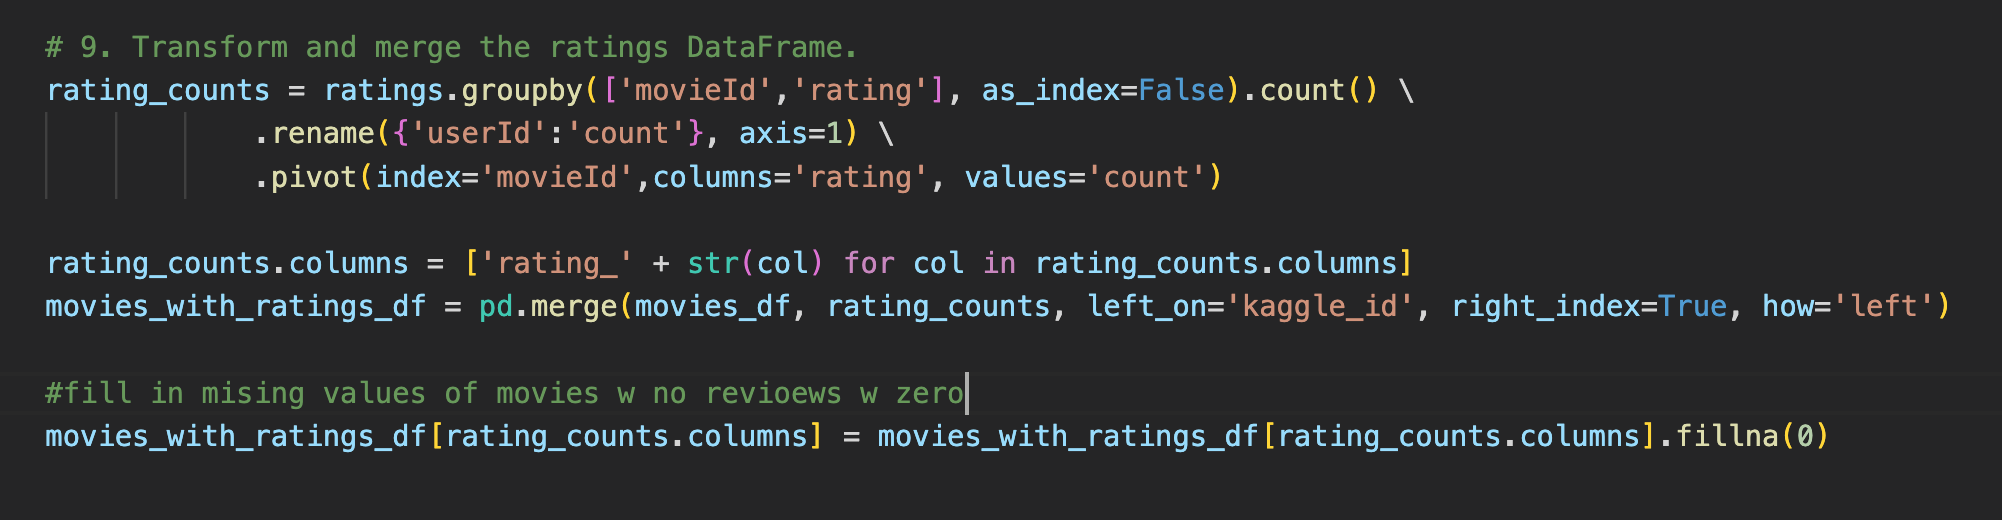 # 9. Transform and merge the ratings DataFrame.
rating_counts = ratings.groupby(['movieId','rating'], as_index=False).count() \
.rename({'userId':'count'}, axis=1) \
.pivot(index='movieId',columns='rating', values='count')
rating_counts.columns = ['rating_' + str(col) for col in rating_counts.columns]
movies_with_ratings_df = pd.merge(movies_df, rating_counts, left_on='kaggle_id', right_index=True, how='left')
#fill in mising values of movies w no revioews w zero
movies_with_ratings_df[rating_counts.columns] = movies_with_ratings_df[rating_counts.columns].fillna(0)